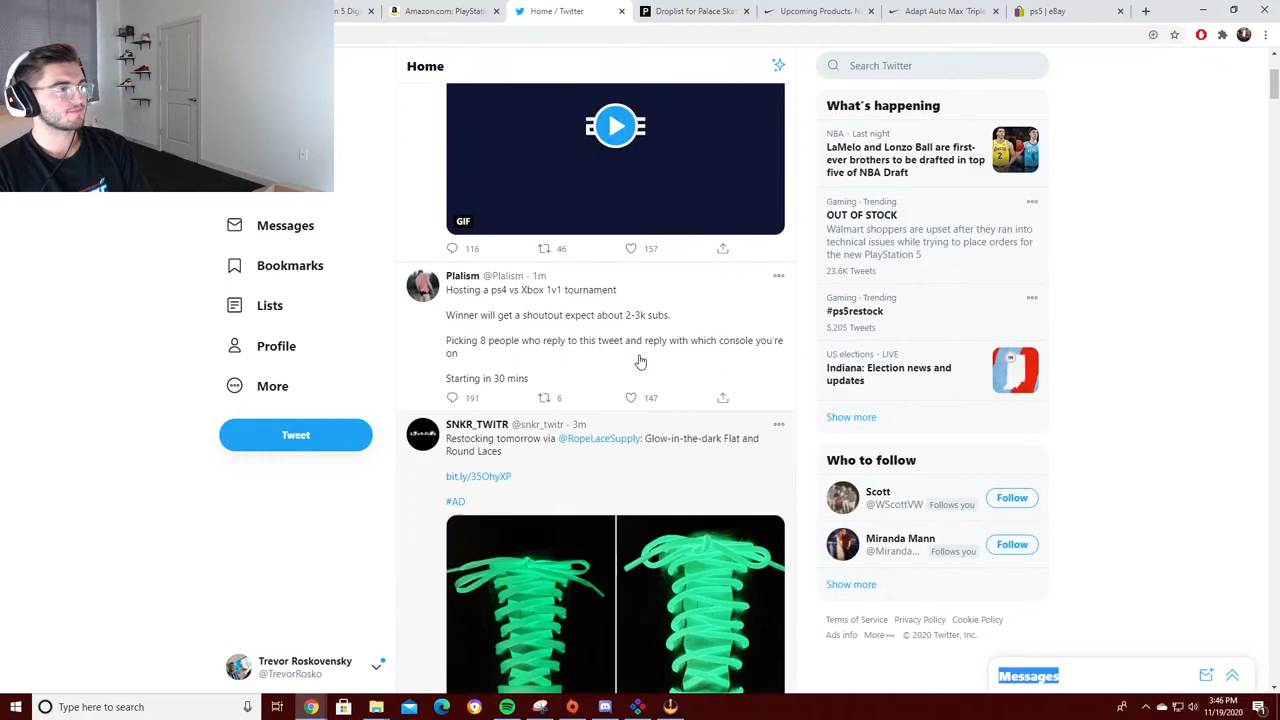 5 Digi
Amazon.com: PlayStati
Home / Twitter
Droplist for Palace Ska
Upcoming Products. N
Adapt Auto Max 'Triple
ps5 | eBay
Home
Search Twitter
GIF
116 46 157
Plalism @Plalism · 1m
Hosting a ps4 vs Xbox 1v1 tournament
Winner will get a shoutout expect about 2-3k subs.
Picking 8 people who reply to this tweet and reply with which console you're
on
Starting in 30 mins
191 6 147
SNKR_TWITR @snkr_twitr · 3m
Restocking tomorrow via @RopeLaceSupply: Glow-in-the-dark Flat and
Round Laces
bit.ly/35OhyXP
#AD
Messages
Bookmarks
Lists
Profile
More
Tweet
Trevor Roskovensky
@TrevorRosko
What's happening
NBA · Last night
LaMelo and Lonzo Ball are first-
ever brothers to be drafted in top
five of NBA Draft
Gaming · Trending
OUT OF STOCK
Walmart shoppers are upset after they ran into
technical issues while trying to place orders for
the new PlayStation 5
23.6K Tweets
Gaming · Trending
#ps5restock
5,205 Tweets
US elections · LIVE
Indiana: Election news and
updates
Show more
Who to follow
Scott
@WScottVW Follows you
Follow
Miranda Mann
@Miranda... Follows you
Follow
Show more
Terms of Service Privacy Policy Cookie Policy
Ads info More © 2020 Twitter, Inc.
Messages
Type here to search
3:46 PM
11/19/2020